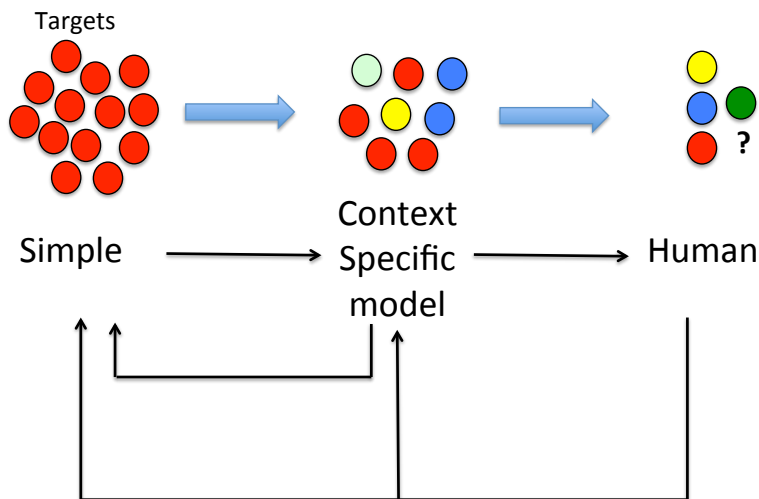 Targets
?
Simple
Context
Specific
model
Human